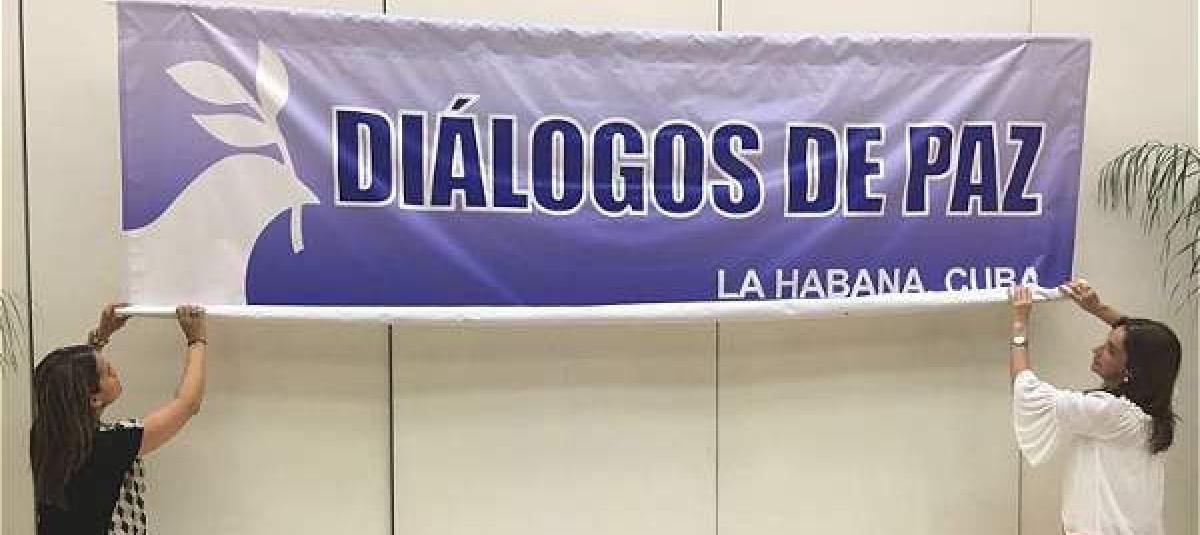 DIÁLOGOS DE PAZ
LA HABANA, CUBA